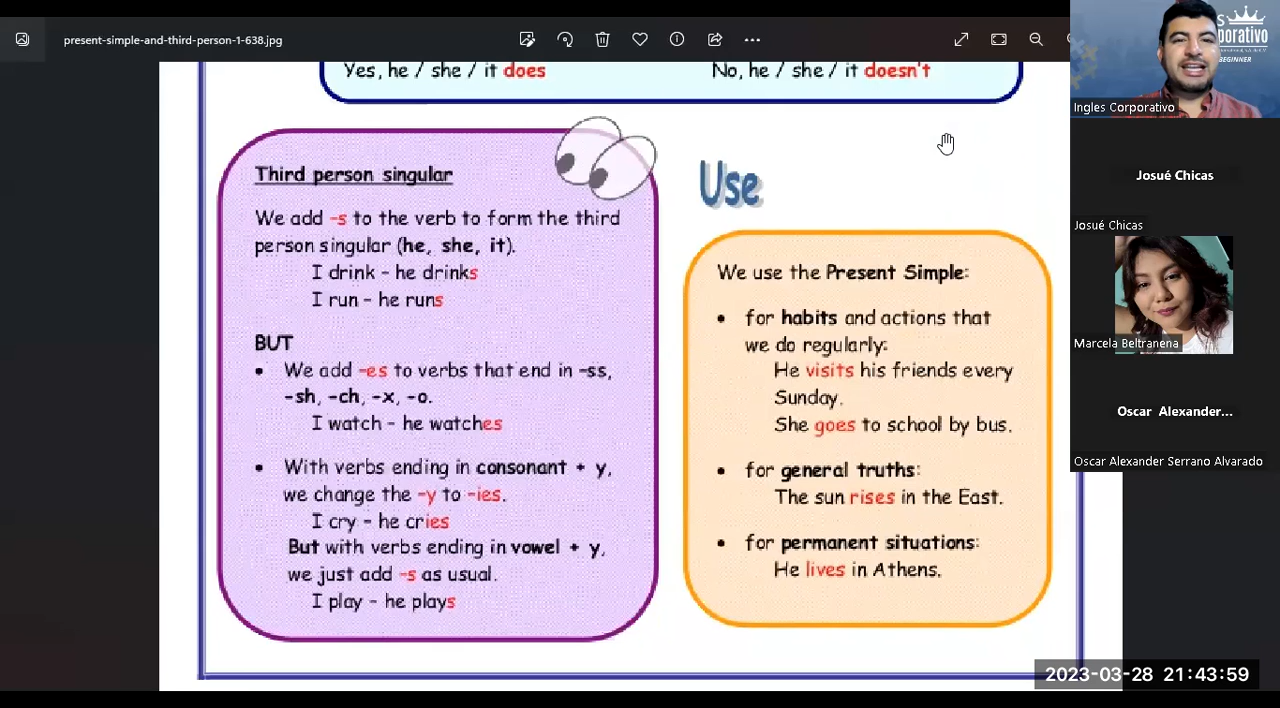 present-simple-and-third-person-1-638.jpg
Yes, he / she / it does
No, he / she / it doesn't
Third person singular
We add -s to the verb to form the third
person singular (he, she, it).
I drink - he drinks
I run - he runs
BUT
• We add -es to verbs that end in -ss,
-sh, -ch, -x, -o.
I watch - he watches
• With verbs ending in consonant + y,
we change the -y to -ies.
I cry - he cries
But with verbs ending in vowel + y,
we just add -s as usual.
I play - he plays
Use
We use the Present Simple:
• for habits and actions that
we do regularly:
He visits his friends every
Sunday.
She goes to school by bus.
• for general truths:
The sun rises in the East.
• for permanent situations:
He lives in Athens.
S
porativo
BEGINNER
Ingles Corporativo
Josué Chicas
Josué Chicas
Marcela Beltranena
Oscar Alexander...
Oscar Alexander Serrano Alvarado
2023-03-28 21:43:59